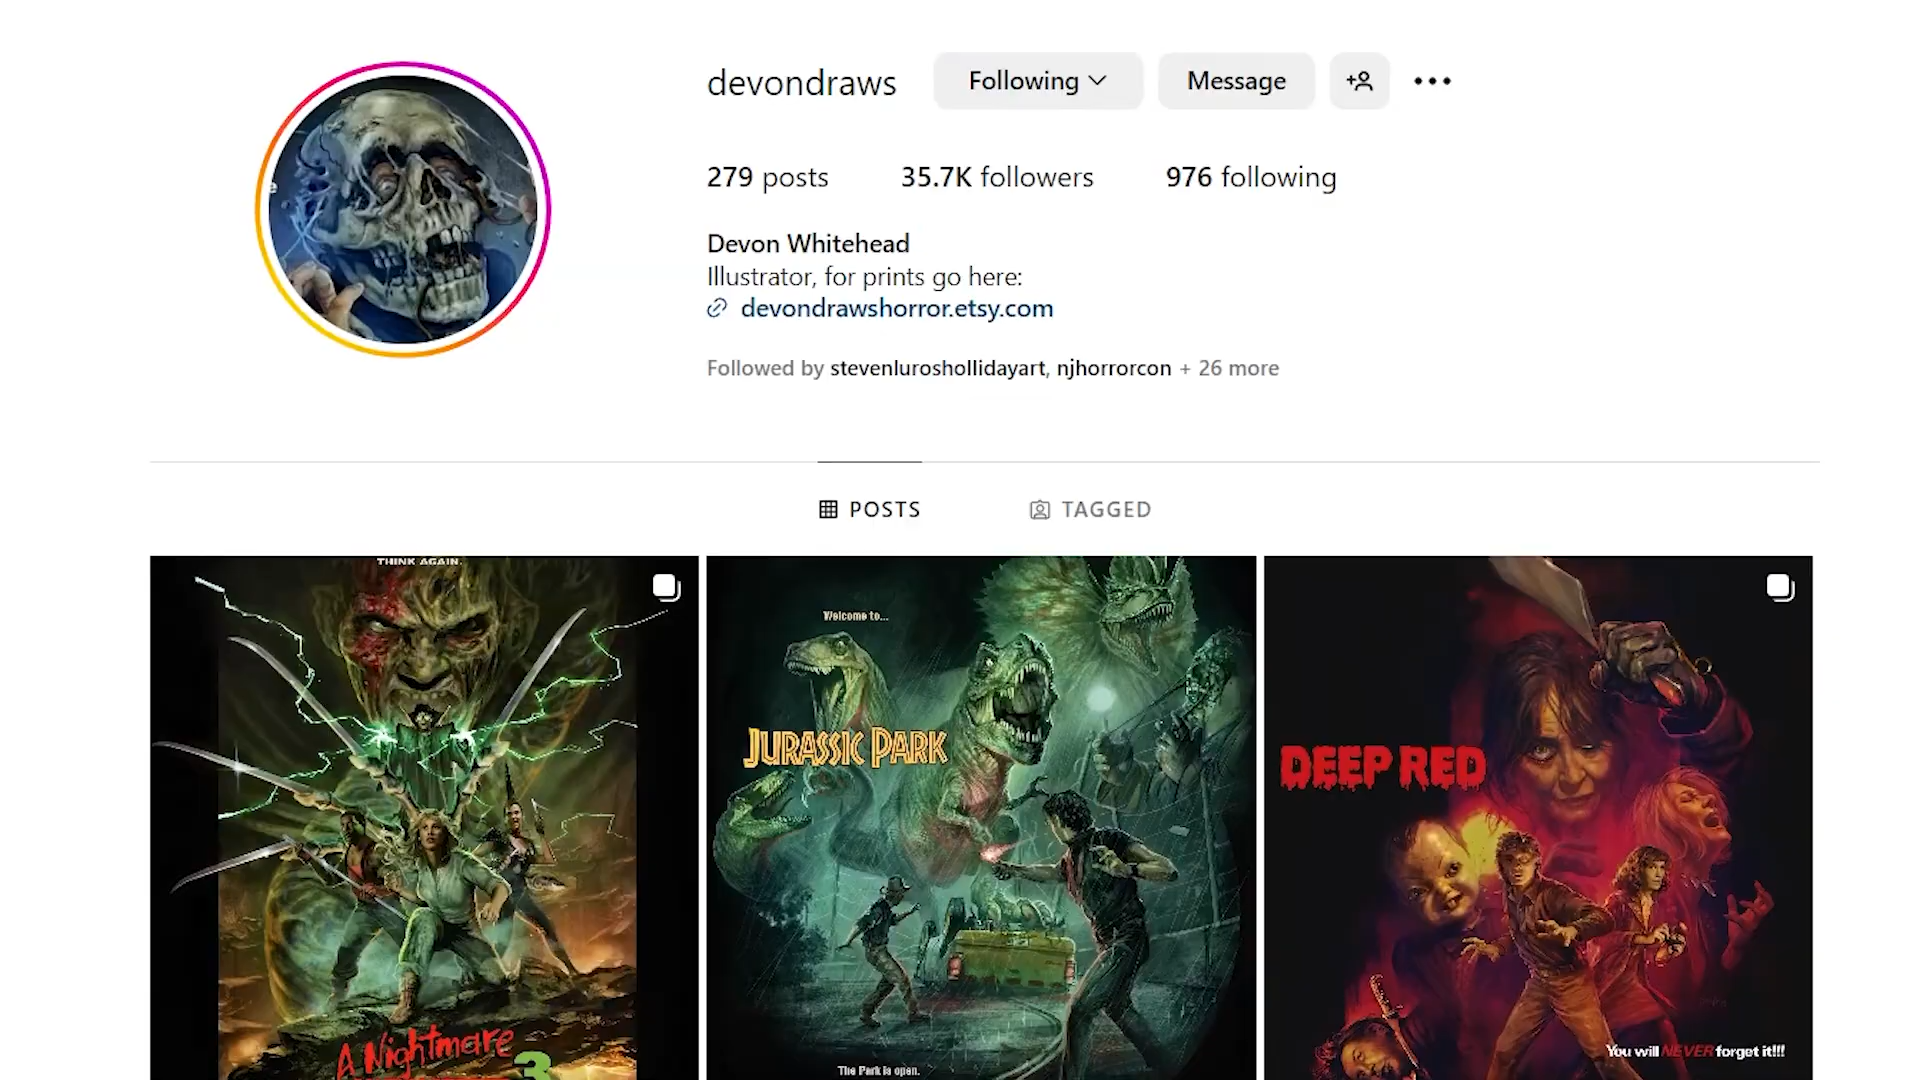 devondraws
Following
Message
279 posts
35.7K followers
976 following
Devon Whitehead
Illustrator, for prints go here:
devondrawshorror.etsy.com
Followed by stevenluroshollidayart, njhorrorcon + 26 more
POSTS
TAGGED
THINK AGAIN.
A Nightmare
3
Welcome to...
JURASSIC PARK
The Park is open.
DEEP RED
You will NEVER forget it!!!